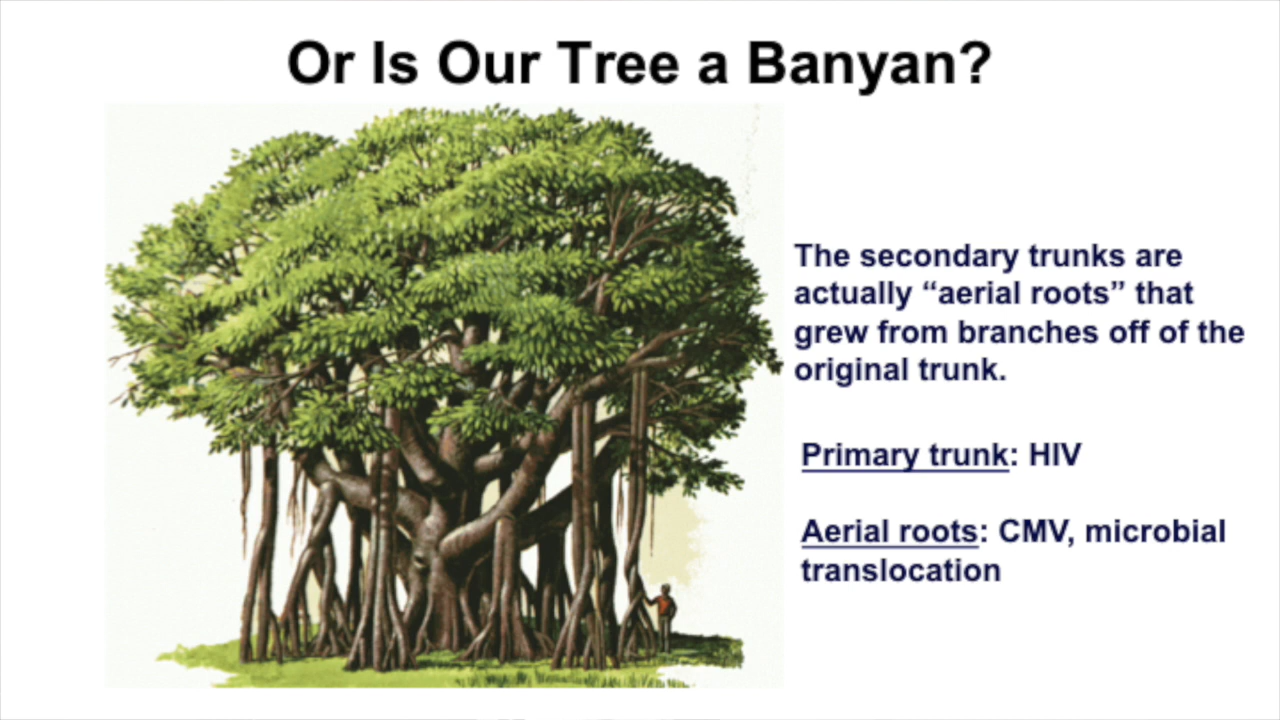 Or Is Our Tree a Banyan?
The secondary trunks are
actually “aerial roots” that
grew from branches off of the
original trunk.
Primary trunk: HIV
Aerial roots: CMV, microbial
translocation